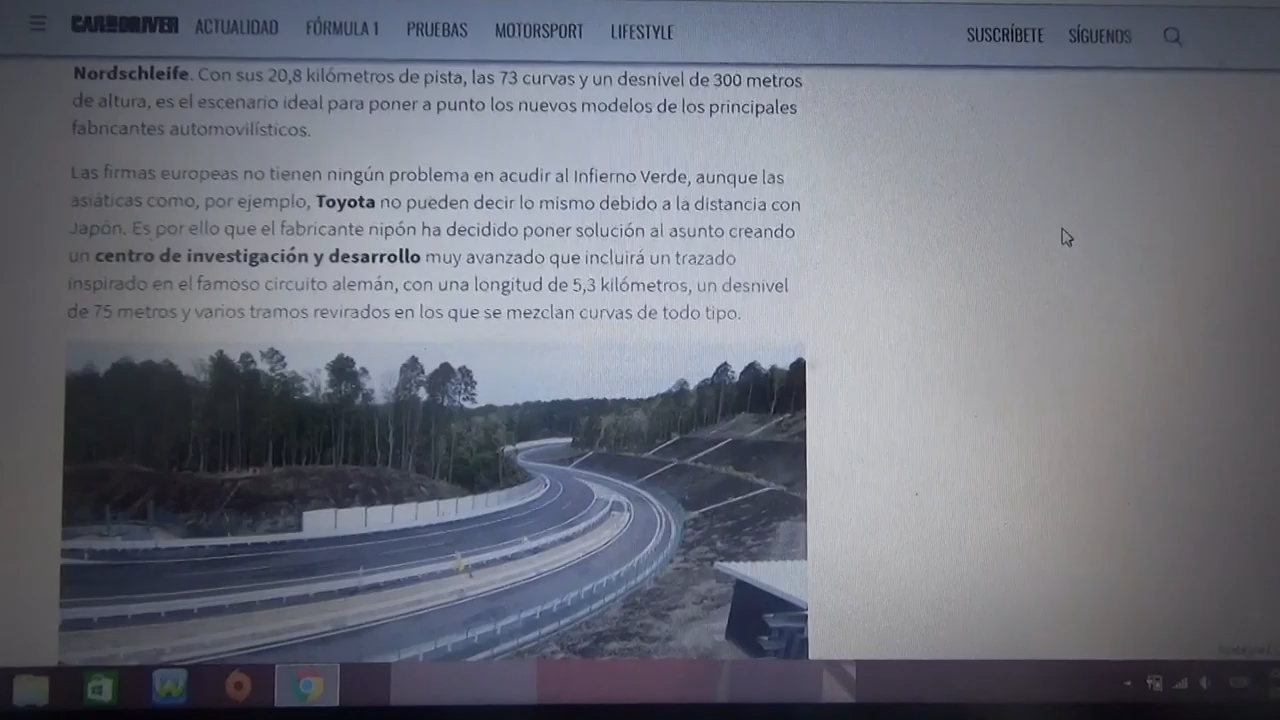 CAR AND DRIVER ACTUALIDAD FÓRMULA 1 PRUEBAS MOTORSPORT LIFESTYLE SUSCRÍBETE SÍGUENOS
Nordschleife. Con sus 20,8 kilómetros de pista, las 73 curvas y un desnivel de 300 metros
de altura, es el escenario ideal para poner a punto los nuevos modelos de los principales
fabricantes automovilísticos.
Las firmas europeas no tienen ningún problema en acudir al Infierno Verde, aunque las
asiáticas como, por ejemplo, Toyota no pueden decir lo mismo debido a la distancia con
Japón. Es por ello que el fabricante nipón ha decidido poner solución al asunto creando
un centro de investigación y desarrollo muy avanzado que incluirá un trazado
inspirado en el famoso circuito alemán, con una longitud de 5,3 kilómetros, un desnivel
de 75 metros y varios tramos revirados en los que se mezclan curvas de todo tipo.